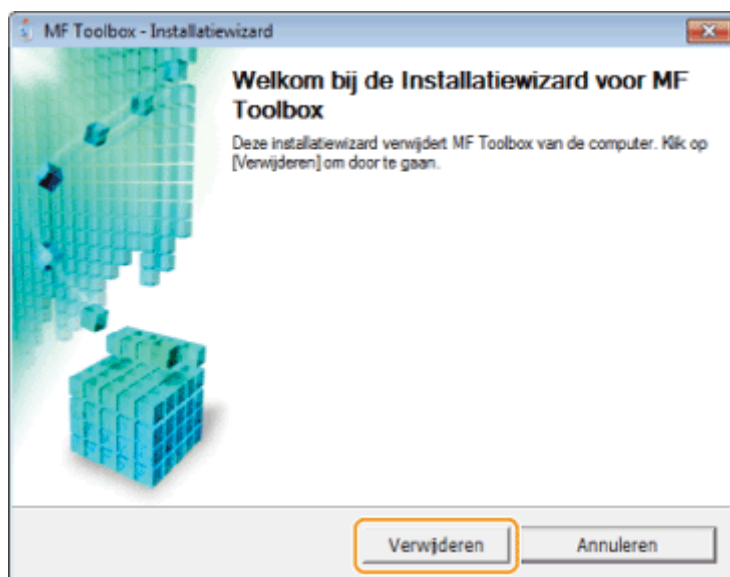 MF Toolbox - Installatiewizard
Welkom bij de Installatiewizard voor MF
Toolbox
Deze installatiewizard verwijdert MF Toolbox van de computer. Klik op
[Verwijderen] om door te gaan.
Verwijderen
Annuleren